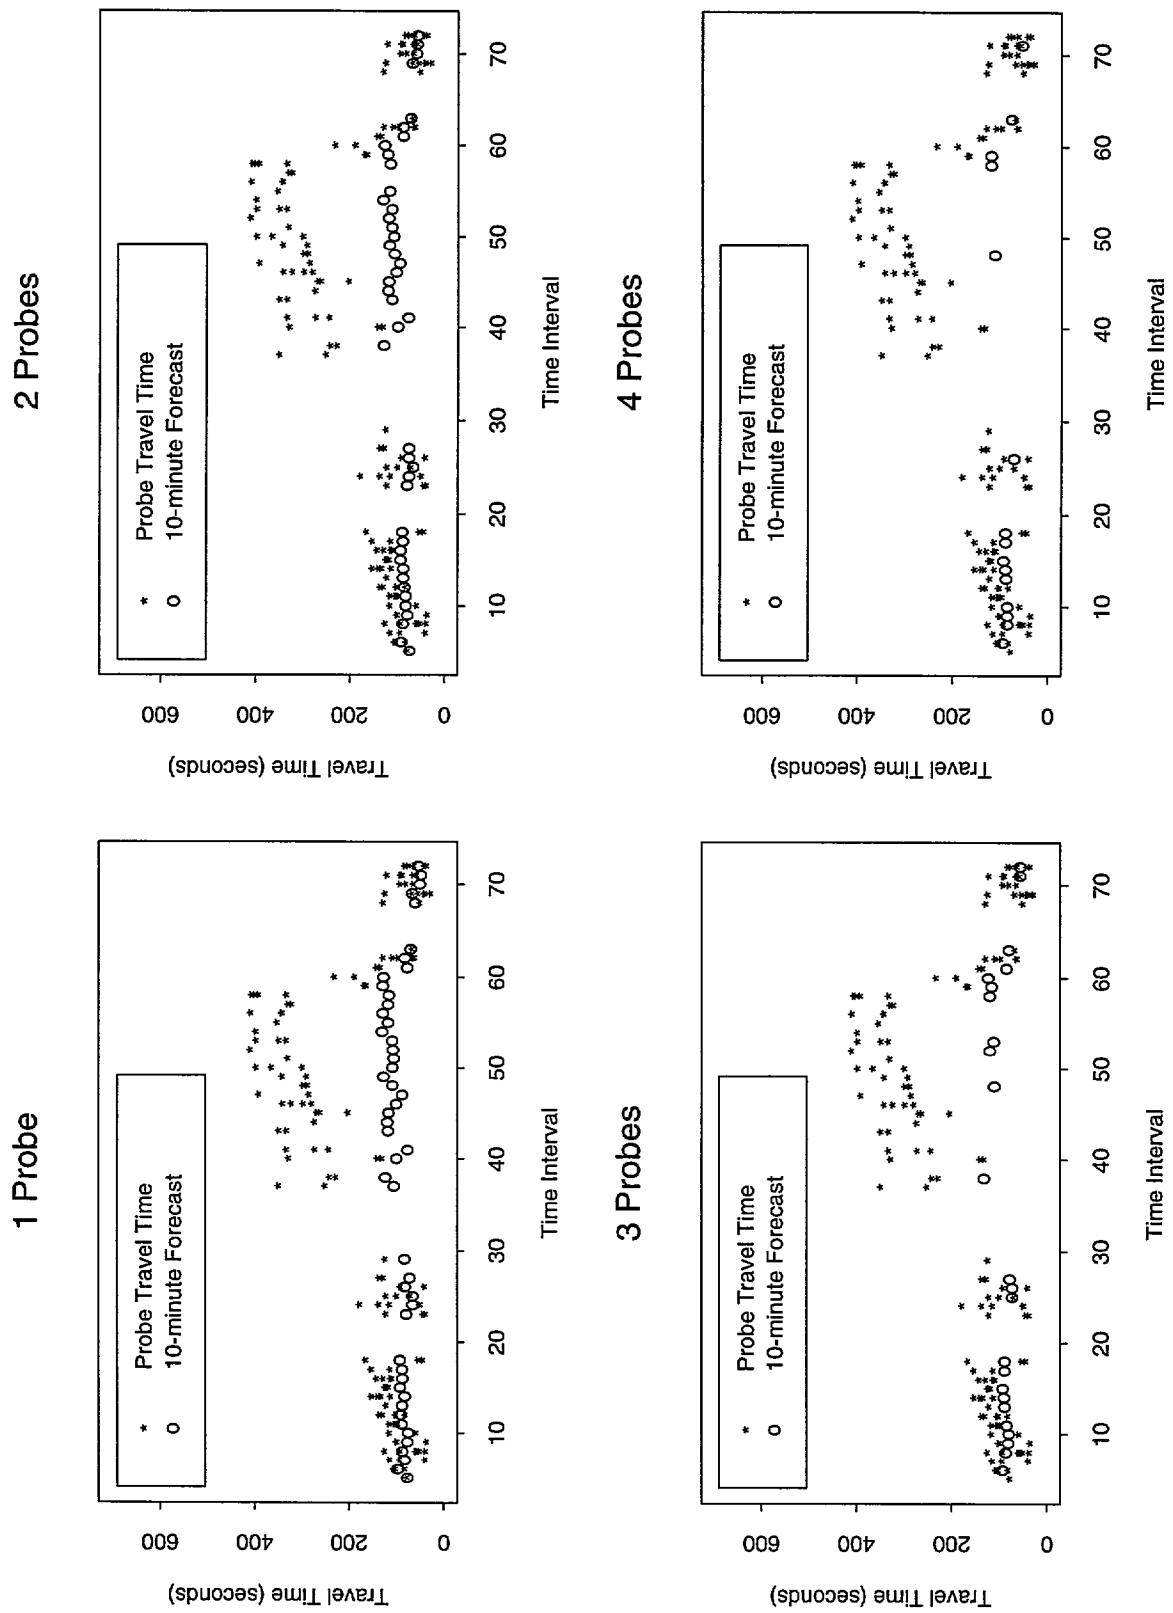 1 Probe
Travel Time (seconds)
600
400
200
0
* Probe Travel Time
o 10-minute Forecast
10
20
30
40
50
60
70
Time Interval
2 Probes
Travel Time (seconds)
600
400
200
0
* Probe Travel Time
o 10-minute Forecast
10
20
30
40
50
60
70
Time Interval
3 Probes
Travel Time (seconds)
600
400
200
0
* Probe Travel Time
o 10-minute Forecast
10
20
30
40
50
60
70
Time Interval
4 Probes
Travel Time (seconds)
600
400
200
0
* Probe Travel Time
o 10-minute Forecast
10
20
30
40
50
60
70
Time Interval